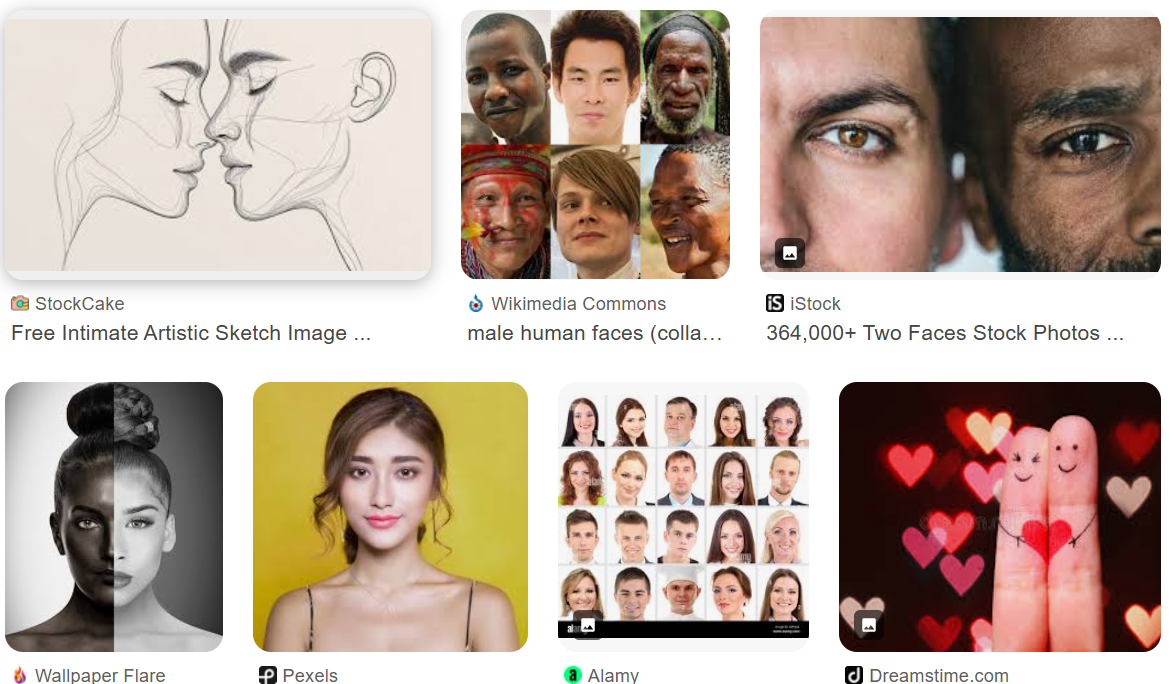 StockCake
Free Intimate Artistic Sketch Image ...
Wikimedia Commons
male human faces (colla...
iS
iStock
364,000+ Two Faces Stock Photos ...
Wallpaper Flare
Pexels
a
Alamy
d
Dreamstime.com